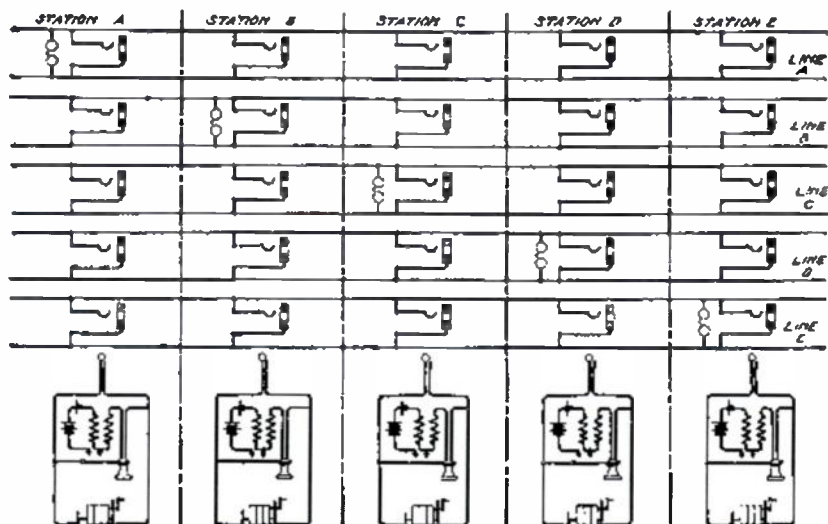 STATION A STATION B STATION C STATION D STATION E
LINE
A
LINE
B
LINE
C
LINE
D
LINE
E